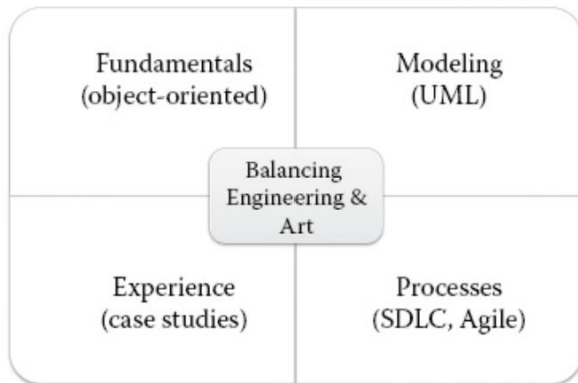 Fundamentals
(object-oriented)
Modeling
(UML)
Balancing
Engineering &
Art
Experience
(case studies)
Processes
(SDLC, Agile)